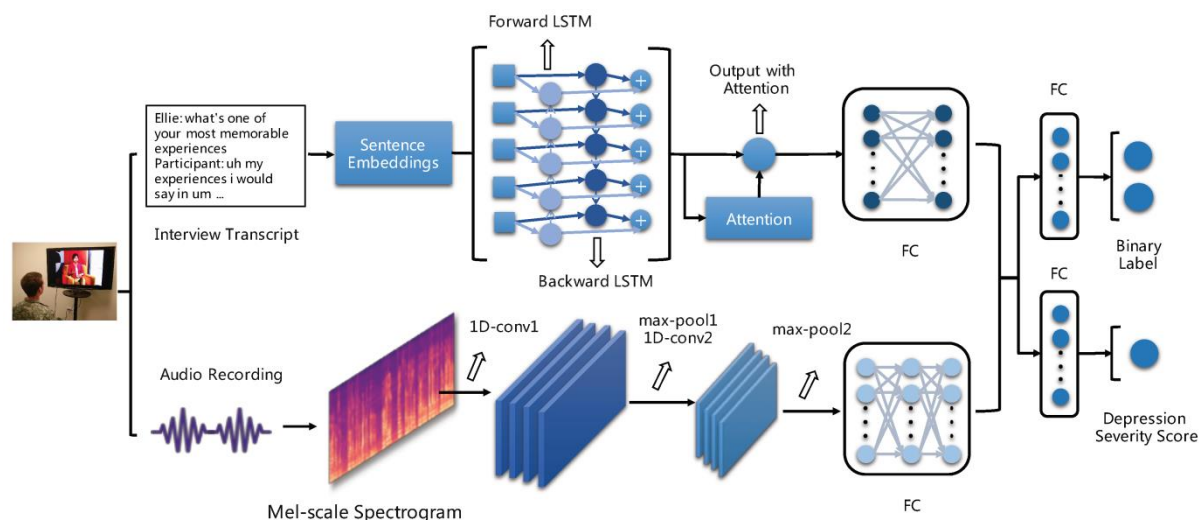 Forward LSTM
Ellie: what's one of
your most memorable
experiences
Participant: uh my
experiences i would
say in um ...
Interview Transcript
Sentence
Embeddings
Backward LSTM
Output with
Attention
Attention
FC
FC
Binary
Label
Audio Recording
Mel-scale Spectrogram
1D-conv1
max-pool1
1D-conv2
max-pool2
FC
FC
Depression
Severity Score